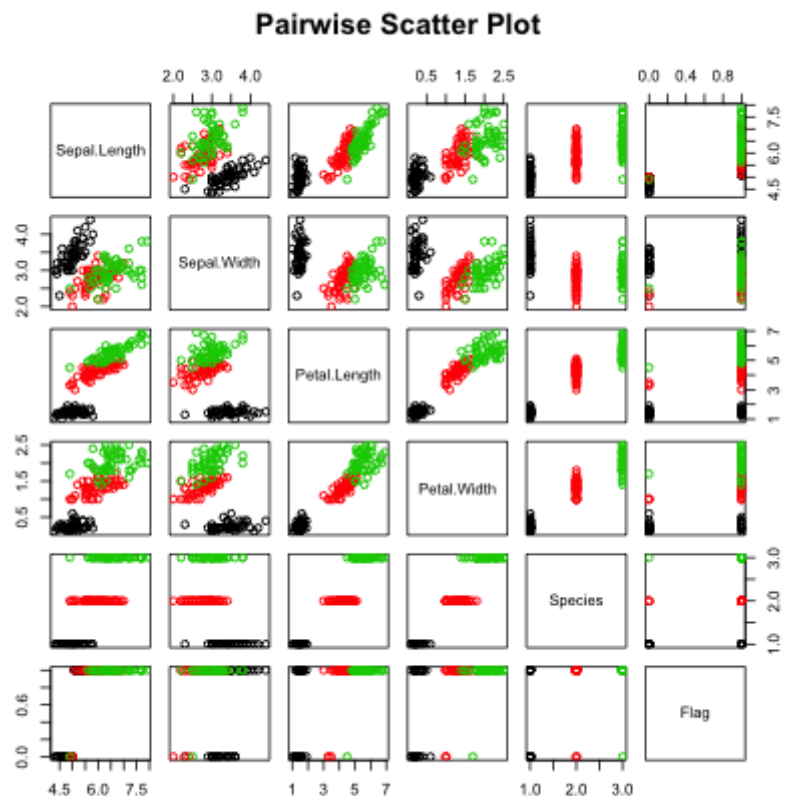 Pairwise Scatter Plot
2.0 3.0 4.0
0.5 1.5 2.5
0.0 0.4 0.8
Sepal.Length
4.5 6.0 7.5
2.0 3.0 4.0
Sepal.Width
Petal.Length
1 3 5 7
0.5 1.5 2.5
Petal.Width
Species
1.0 2.0 3.0
0.0 0.6
Flag
4.5 6.0 7.5
1 3 5 7
1.0 2.0 3.0